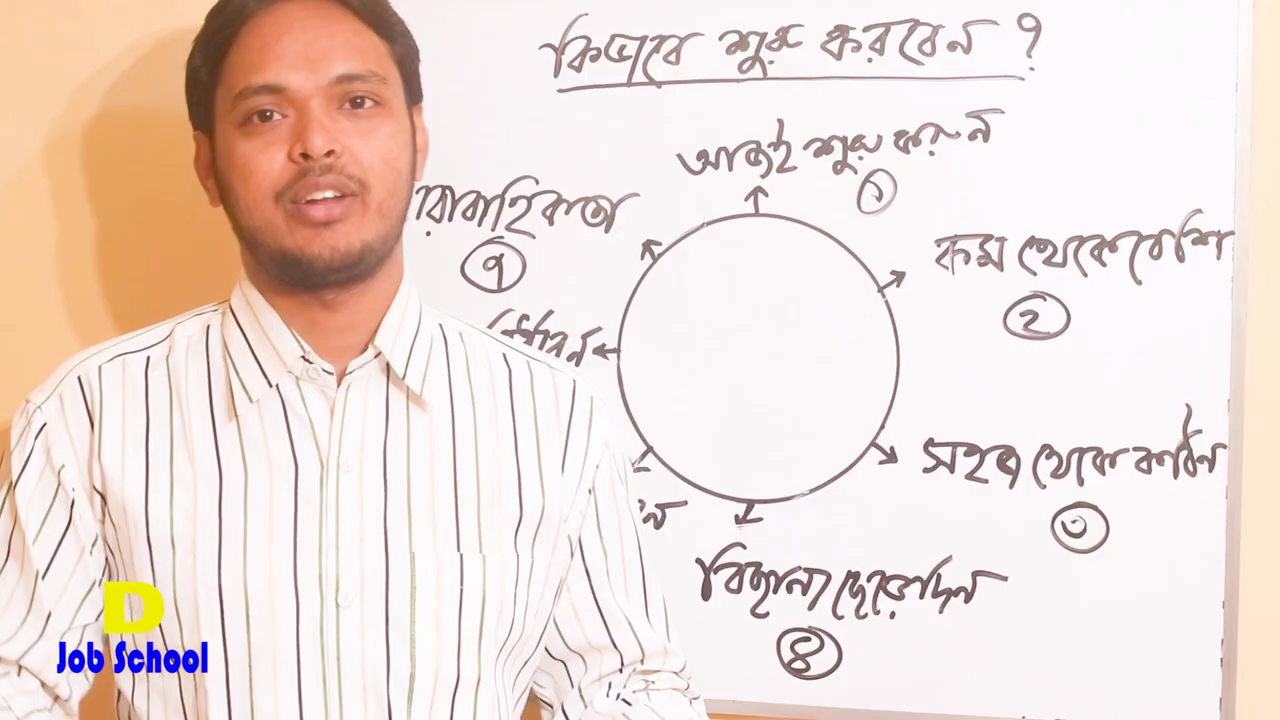 কিভাবে শুরু করবেন ?
আজই শুরু করুন
১
কম থেকে বেশি
২
সহজ থেকে কঠিন
৩
বিছানা ছেড়ে দিন
৪
রাবাহিকতা
৭
D
Job School